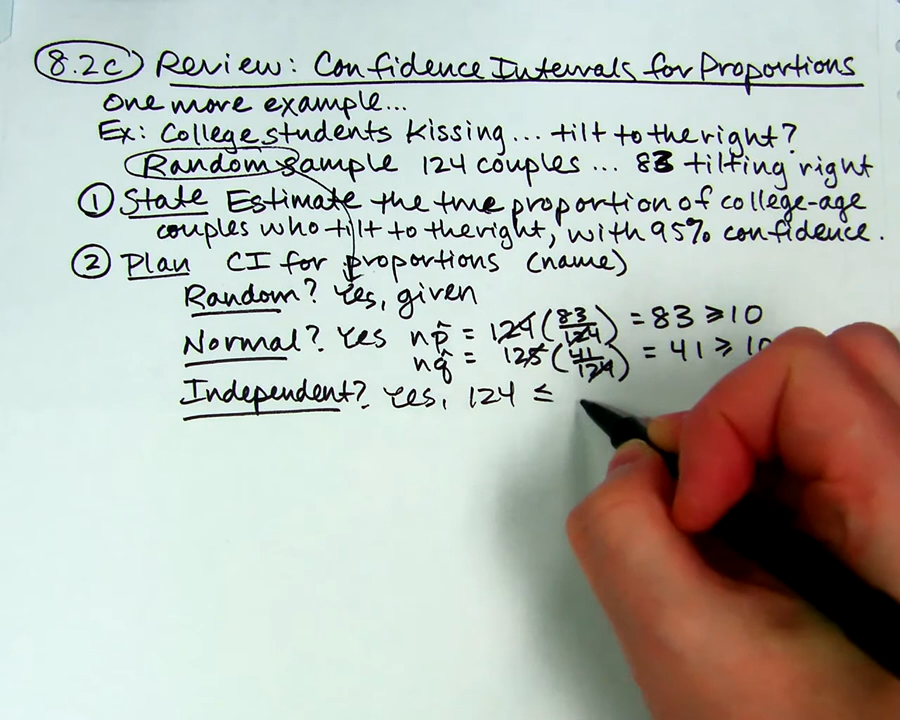 8.2c Review: Confidence Intervals for Proportions
One more example...
Ex: College students kissing... tilt to the right?
Random sample 124 couples ... 83 tilting right
① State Estimate the true proportion of college-age
couples who tilt to the right, with 95% confidence.
② Plan CI for proportions (name)
Random? Yes, given
Normal? Yes np̂ = 124(83/124) = 83 ≥ 10
nq̂ = 125(41/124) = 41 ≥ 10
Independent? Yes, 124 ≤